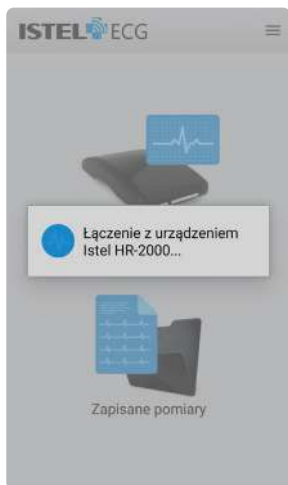 ISTEL ECG
Łączenie z urządzeniem
Istel HR-2000...
Zapisane pomiary